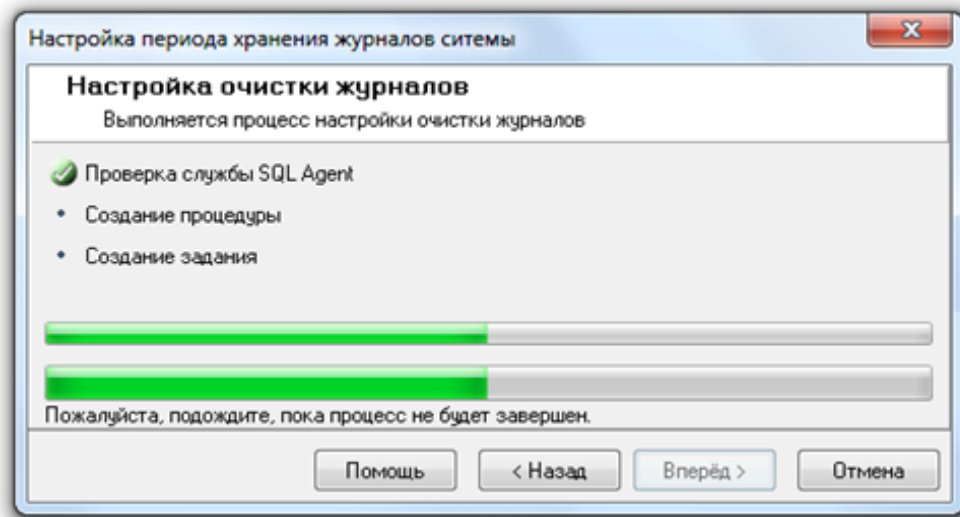 Настройка периода хранения журналов ситемы
Настройка очистки журналов
Выполняется процесс настройки очистки журналов
Проверка службы SQL Agent
Создание процедуры
Создание задания
Пожалуйста, подождите, пока процесс не будет завершен.
Помощь
< Назад
Вперёд >
Отмена